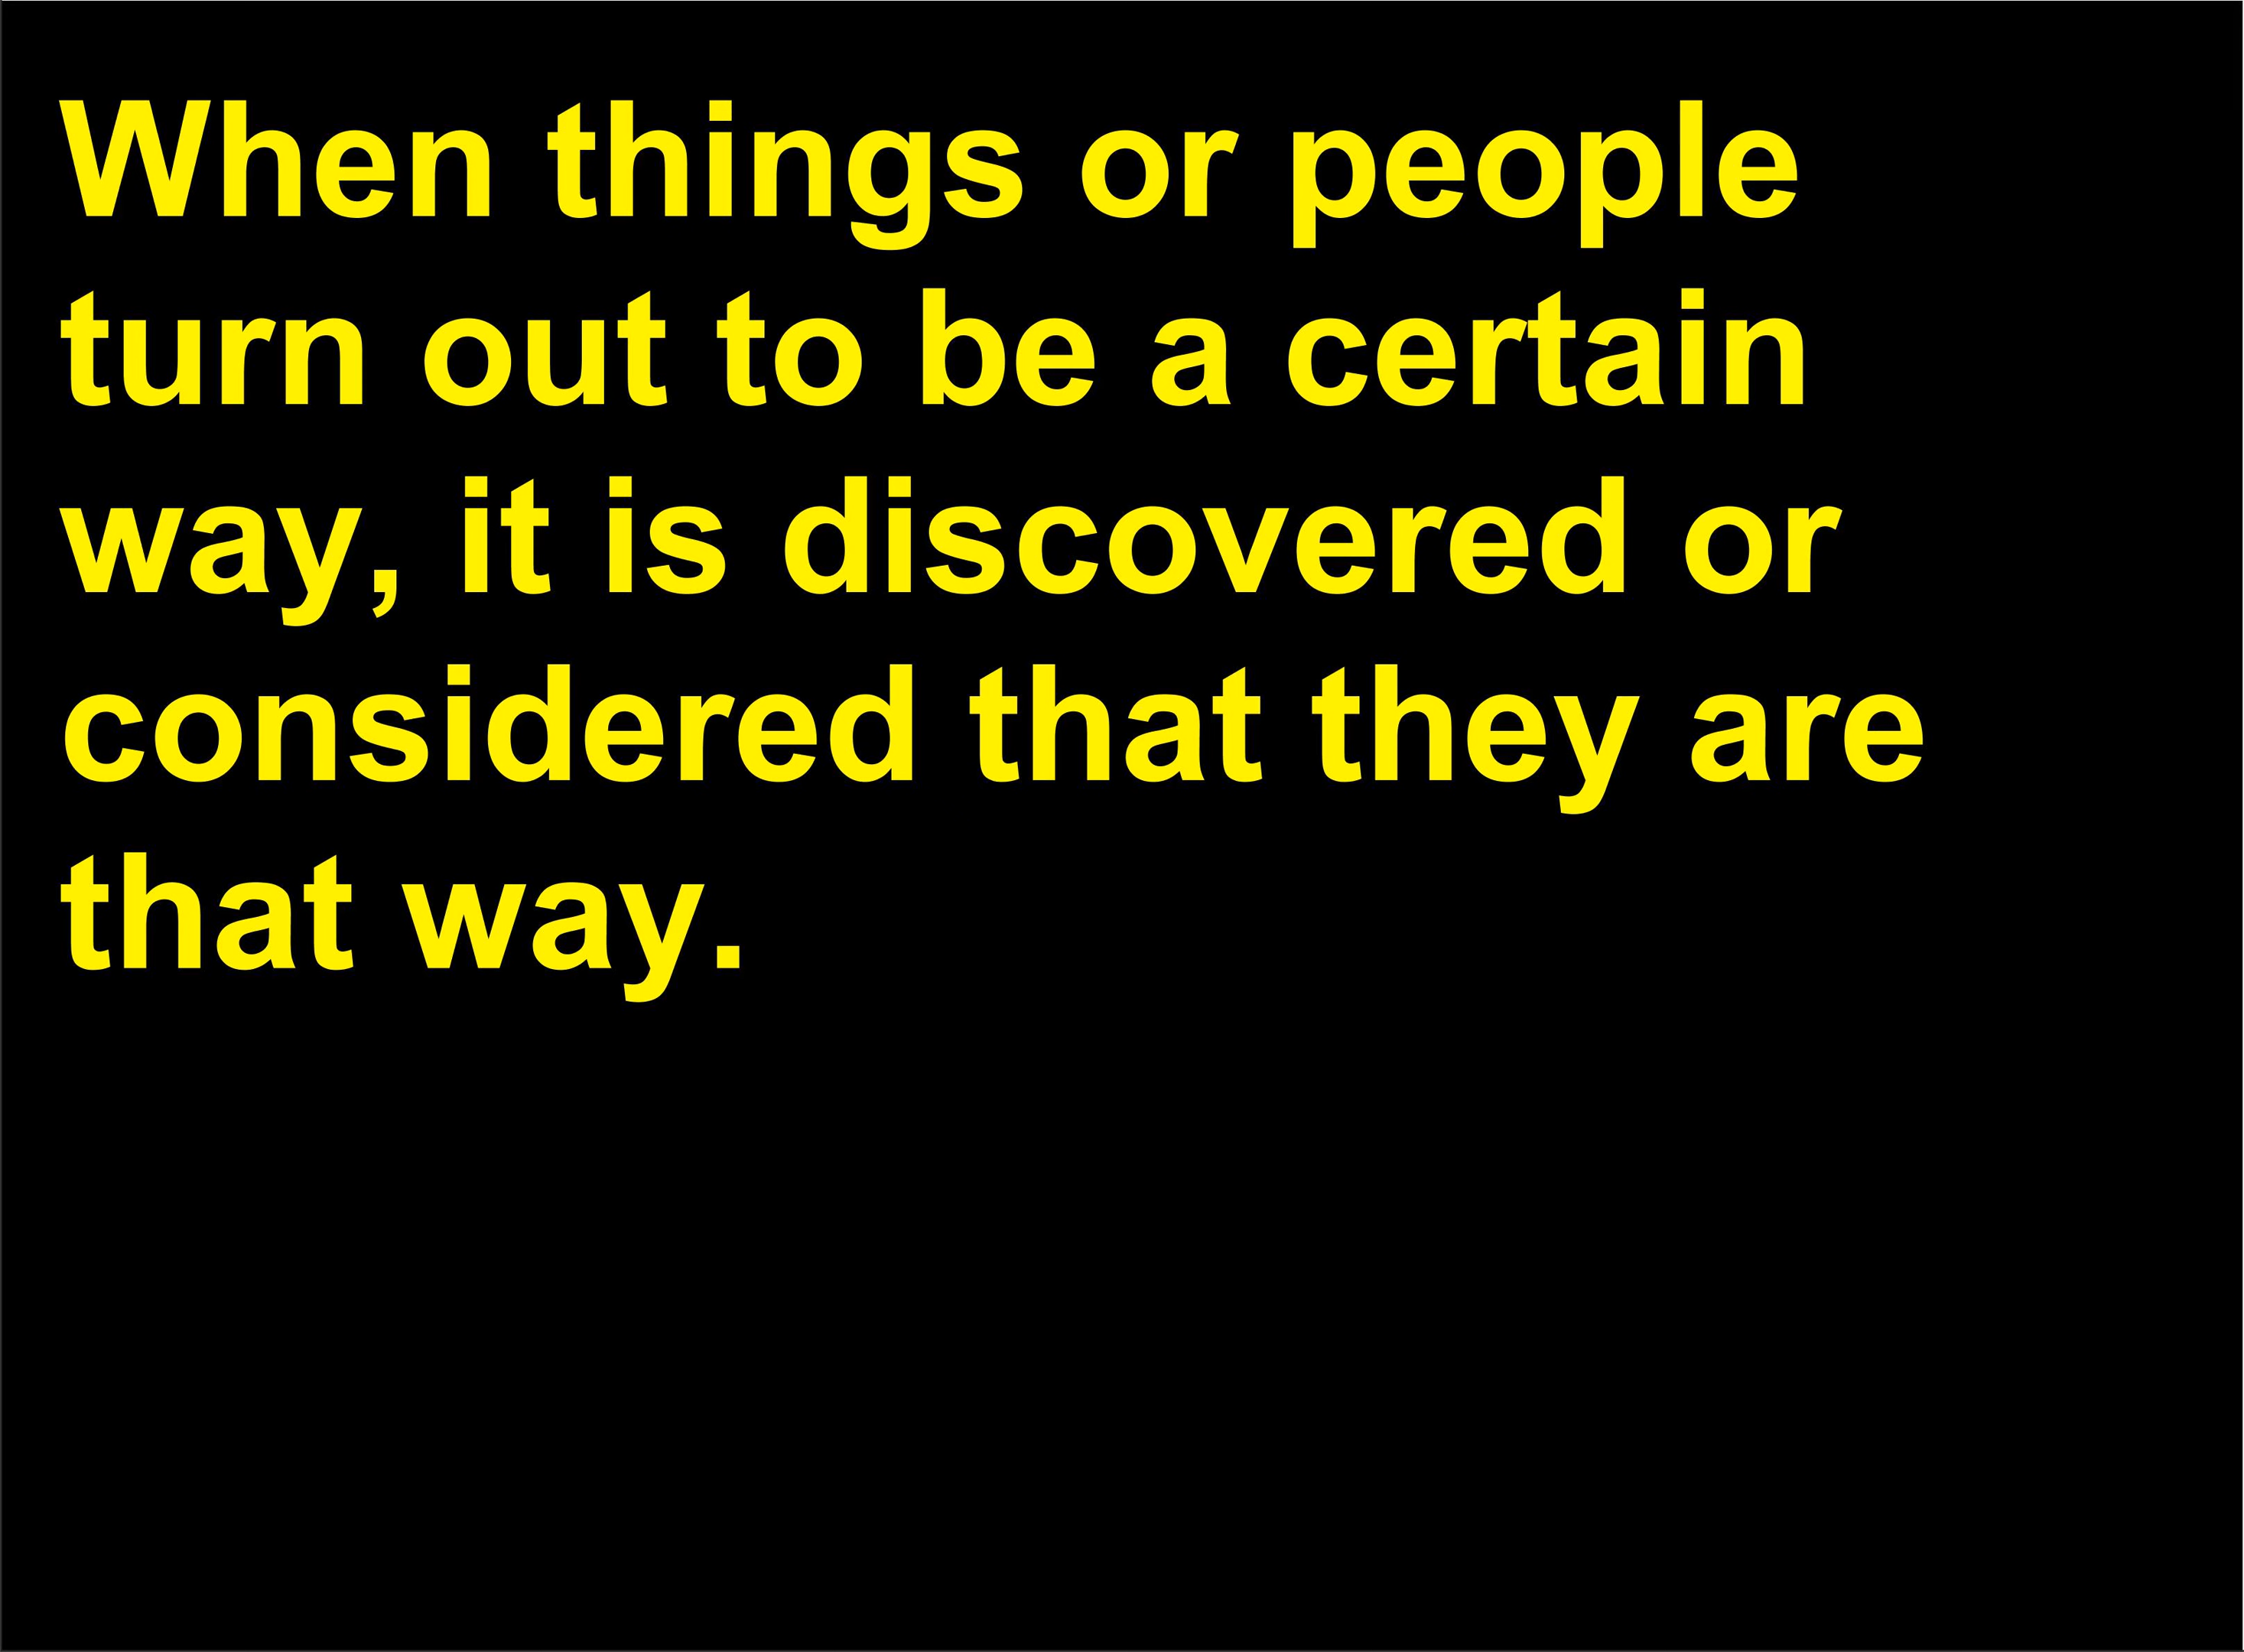 When things or people
turn out to be a certain
way, it is discovered or
considered that they are
that way.